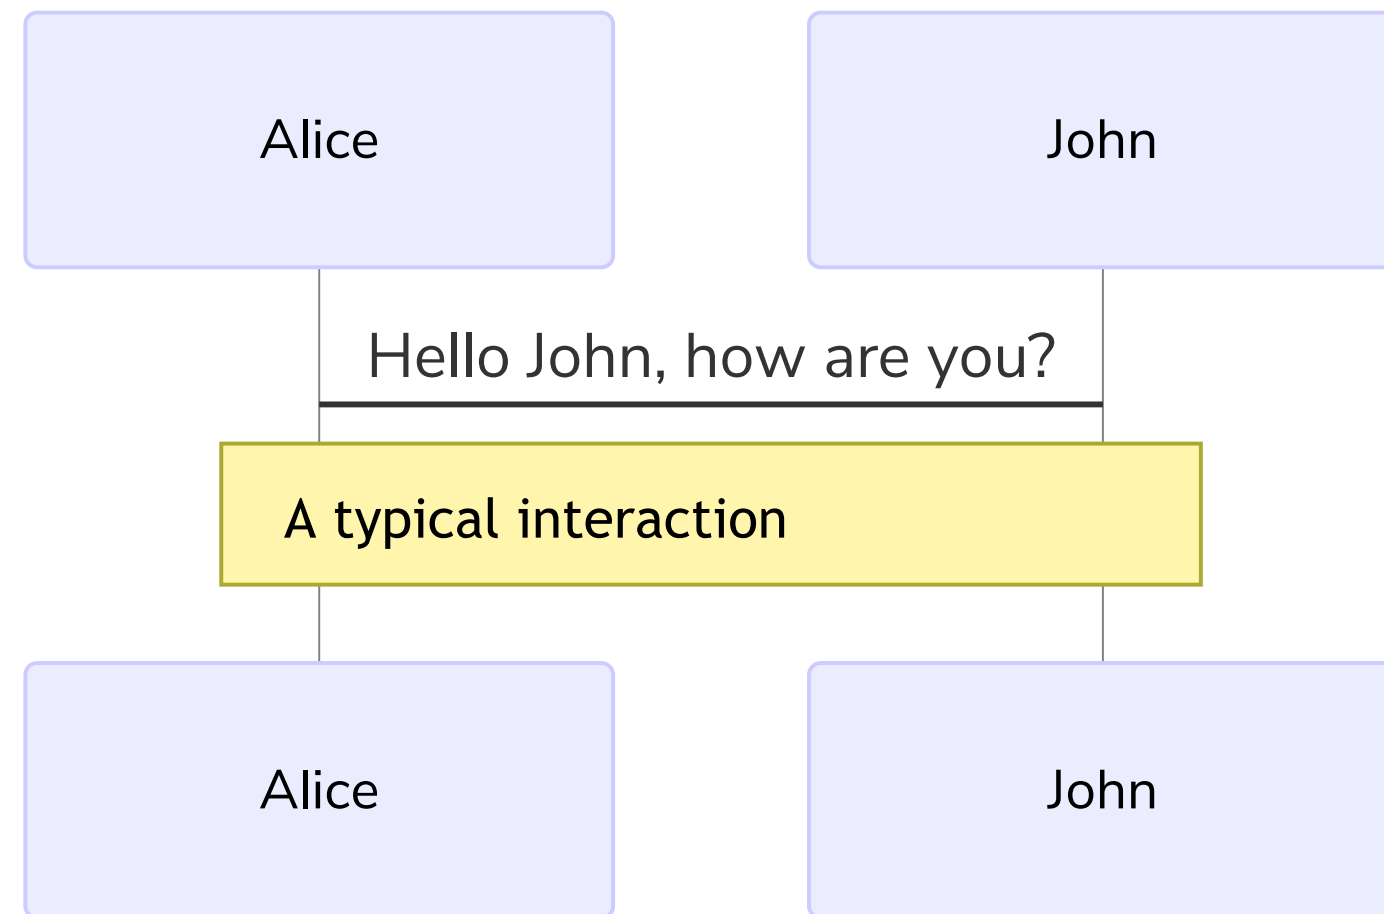 Alice
John
Hello John, how are you?
A typical interaction
Alice
John